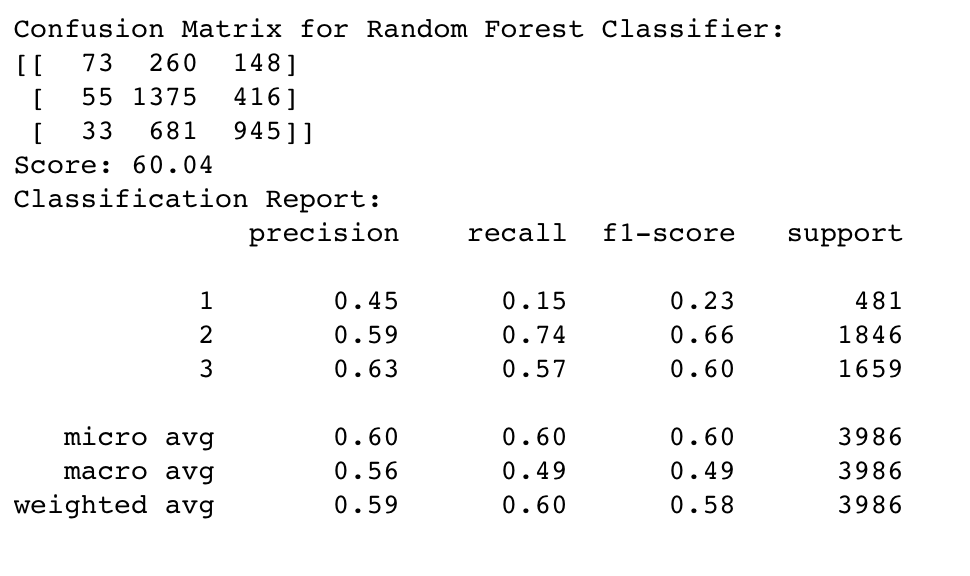 Confusion Matrix for Random Forest Classifier:
[[  73  260  148]
 [  55 1375  416]
 [  33  681  945]]
Score: 60.04
Classification Report:
              precision    recall  f1-score   support

           1       0.45      0.15      0.23       481
           2       0.59      0.74      0.66      1846
           3       0.63      0.57      0.60      1659

   micro avg       0.60      0.60      0.60      3986
   macro avg       0.56      0.49      0.49      3986
weighted avg       0.59      0.60      0.58      3986